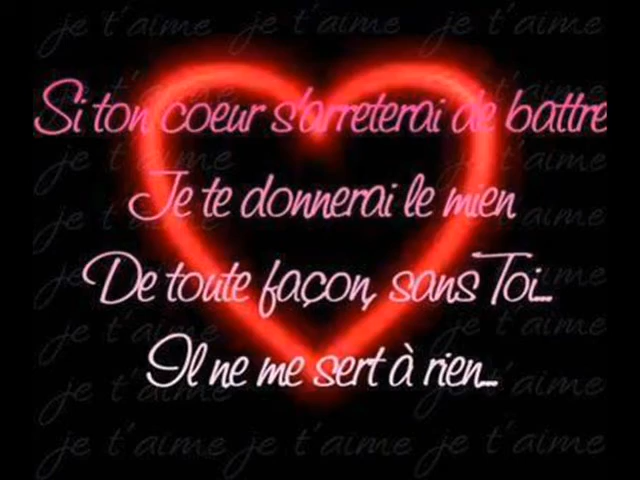 je t'aime je t'aime je t'aime
Si ton coeur s'arreterai de battre
Je te donnerai le mien
De toute façon, sans Toi...
Il ne me sert à rien...
je t'aime je t'aime je t'aime